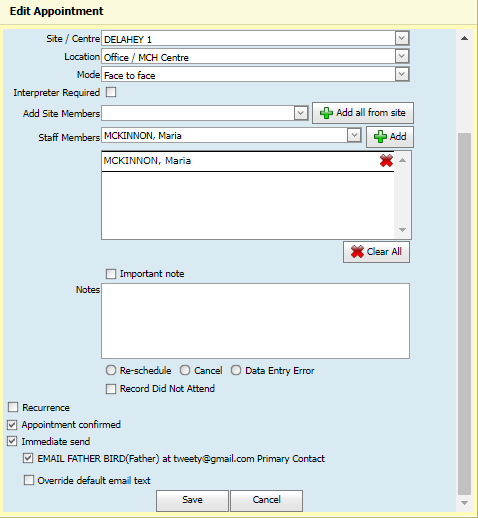 Edit Appointment
Site / Centre DELAHEY 1
Location Office / MCH Centre
Mode Face to face
Interpreter Required
Add Site Members Add all from site
Staff Members MCKINNON, Maria Add
MCKINNON, Maria
Clear All
Important note
Notes
Re-schedule Cancel Data Entry Error
Record Did Not Attend
Recurrence
Appointment confirmed
Immediate send
EMAIL FATHER BIRD(Father) at tweety@gmail.com Primary Contact
Override default email text
Save Cancel